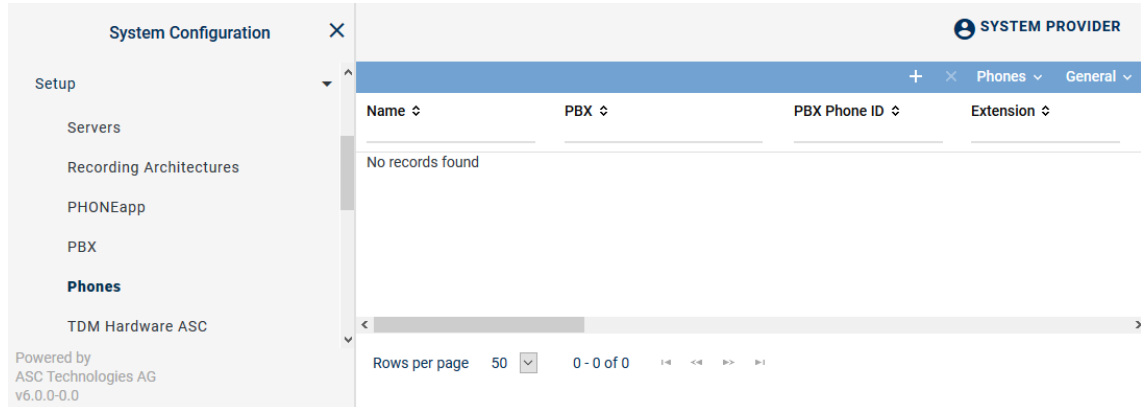 System Configuration
SYSTEM PROVIDER
Setup
Phones General
Name PBX PBX Phone ID Extension
Servers
No records found
Recording Architectures
PHONEapp
PBX
Phones
TDM Hardware ASC
Powered by
ASC Technologies AG
v6.0.0-0.0
Rows per page 50 0 - 0 of 0